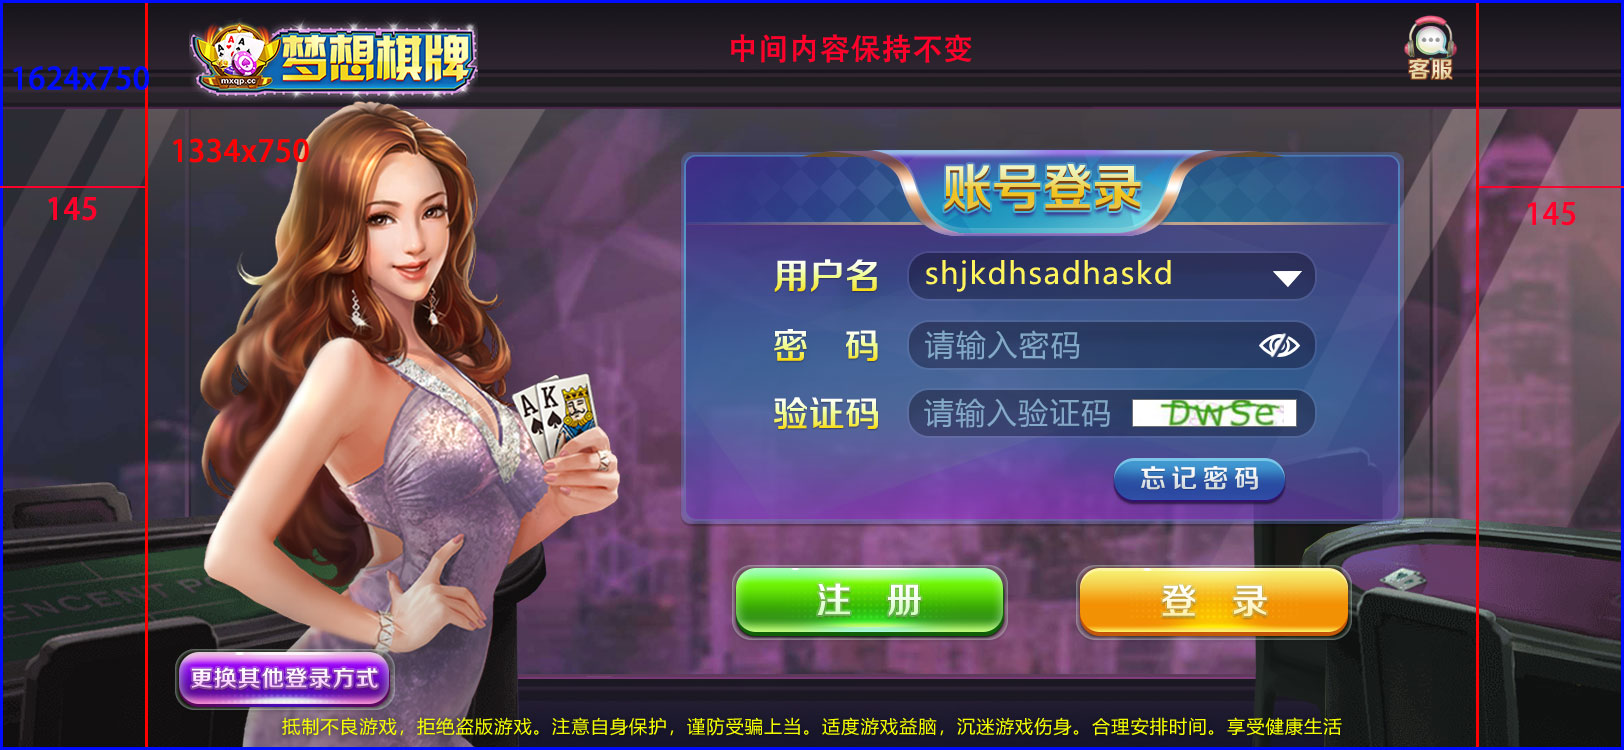 梦想棋牌
mxqp.cc
中间内容保持不变
客服
1624x750
1334x750
145
145
账号登录
用户名 shjkdhsadhaskd
密 码 请输入密码
验证码 请输入验证码 DwSe
忘记密码
A K
注 册
登 录
更换其他登录方式
抵制不良游戏，拒绝盗版游戏。注意自身保护，谨防受骗上当。适度游戏益脑，沉迷游戏伤身。合理安排时间。享受健康生活